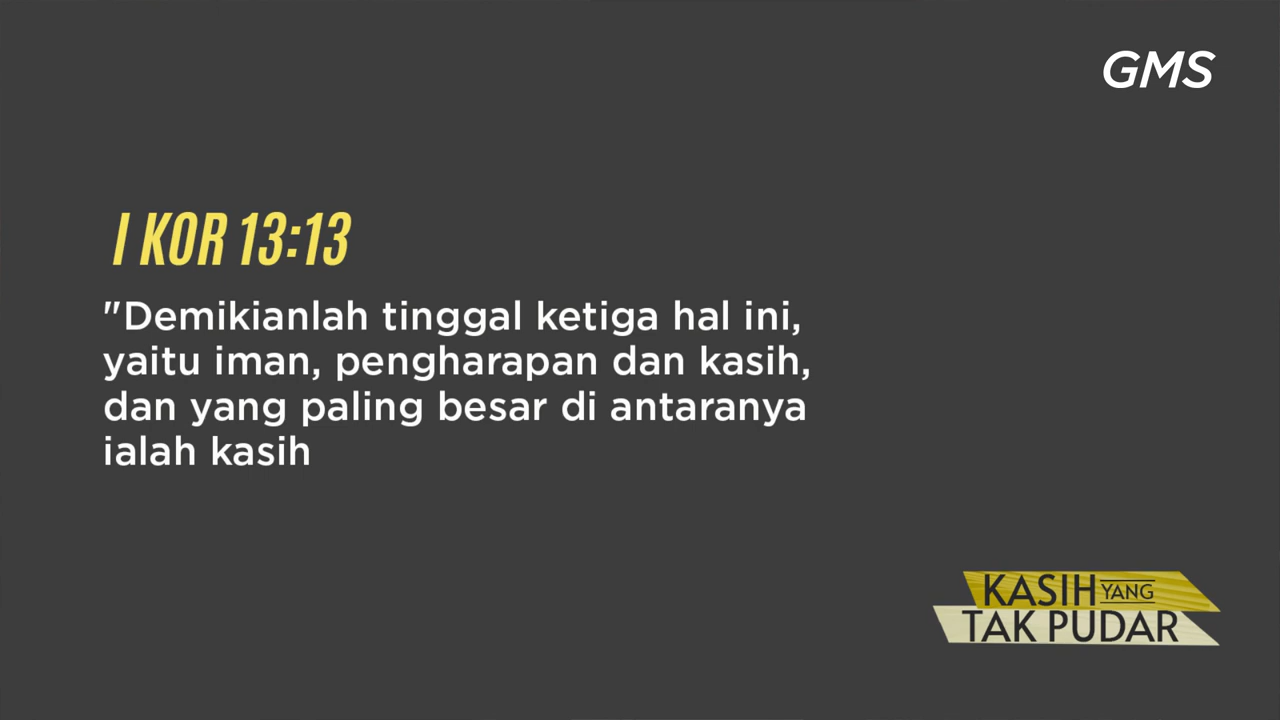 GMS
I KOR 13:13
"Demikianlah tinggal ketiga hal ini,
yaitu iman, pengharapan dan kasih,
dan yang paling besar di antaranya
ialah kasih
KASIH YANG
TAK PUDAR